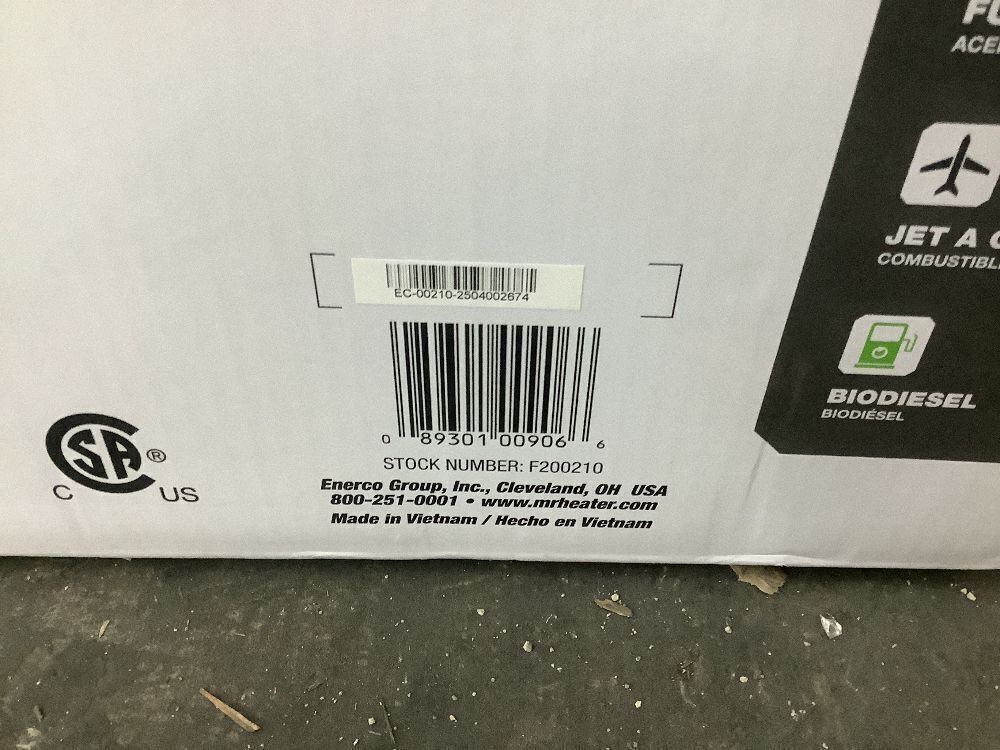 EC-00210-2504002674
0 89301 00906 6
STOCK NUMBER: F200210
Enerco Group, Inc., Cleveland, OH USA
800-251-0001 • www.mrheater.com
Made in Vietnam / Hecho en Vietnam
CSA®
C US
JET A
BIODIESEL
BIODIÉSEL